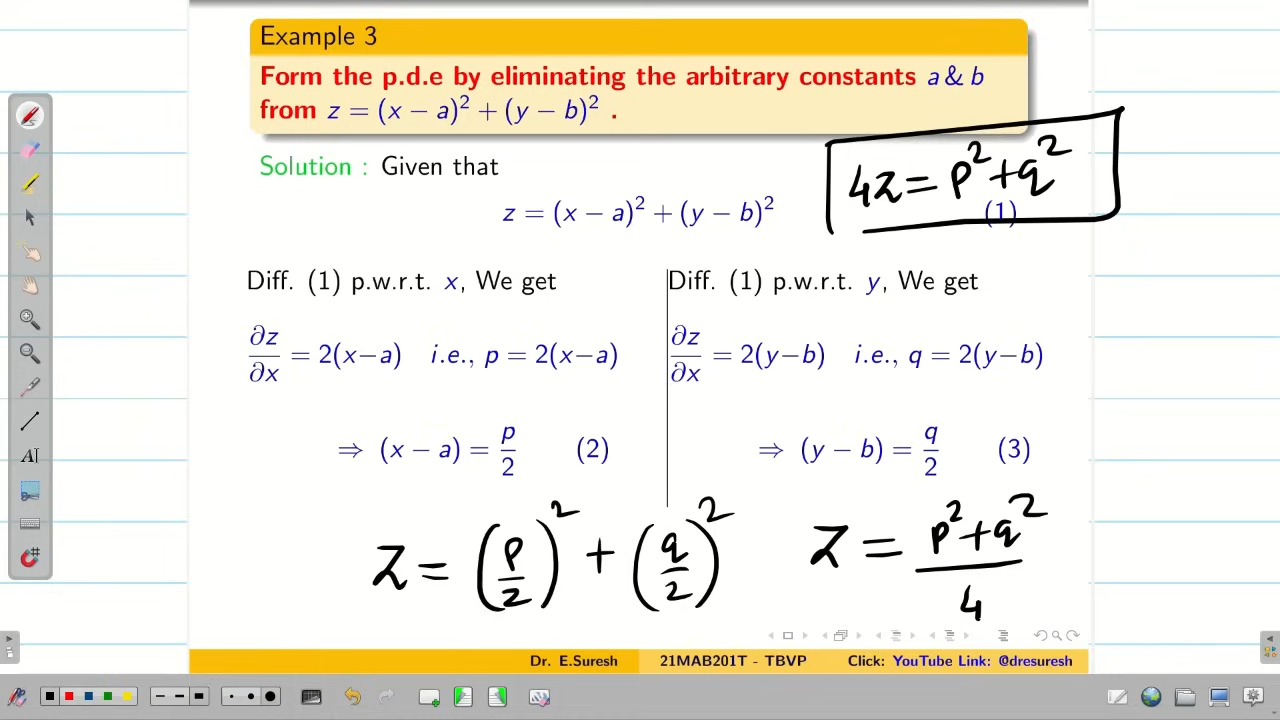 Example 3
Form the p.d.e by eliminating the arbitrary constants a & b
from z = (x − a)² + (y − b)² .
Solution : Given that
4z = p² + q²
z = (x − a)² + (y − b)² (1)
Diff. (1) p.w.r.t. x, We get
∂z/∂x = 2(x−a) i.e., p = 2(x−a)
⇒ (x − a) = p/2 (2)
Diff. (1) p.w.r.t. y, We get
∂z/∂x = 2(y−b) i.e., q = 2(y−b)
⇒ (y − b) = q/2 (3)
z = (p/2)² + (q/2)²
z = p² + q²/4
Dr. E.Suresh 21MAB201T - TBVP Click: YouTube Link: @dresuresh